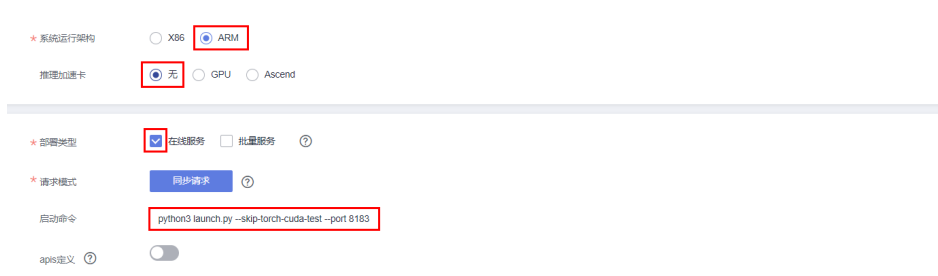 * 系统运行架构 X86 ARM
推理加速卡 无 GPU Ascend
* 部署类型 在线服务 批量服务 ?
* 请求模式 同步请求 ?
启动命令 python3 launch.py --skip-torch-cuda-test --port 8183
apis定义 ?